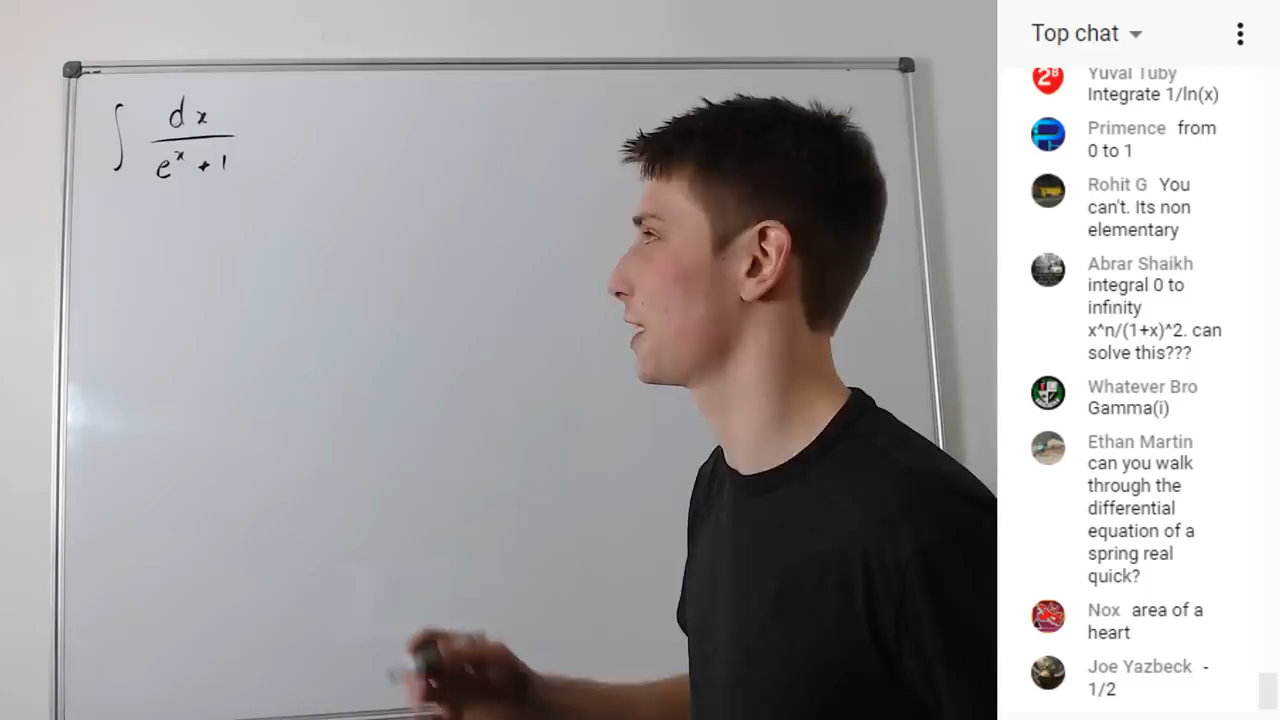 ∫ dx
e^x + 1
Top chat
Yuval Tuby
Integrate 1/ln(x)
Primence from
0 to 1
Rohit G You
can't. Its non
elementary
Abrar Shaikh
integral 0 to
infinity
x^n/(1+x)^2. can
solve this???
Whatever Bro
Gamma(i)
Ethan Martin
can you walk
through the
differential
equation of a
spring real
quick?
Nox area of a
heart
Joe Yazbeck -
1/2